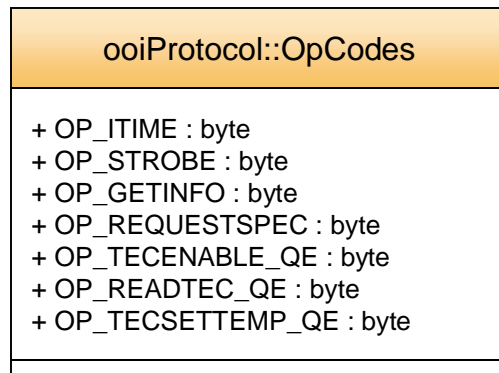 ooiProtocol::OpCodes
+ OP_ITIME : byte
+ OP_STROBE : byte
+ OP_GETINFO : byte
+ OP_REQUESTSPEC : byte
+ OP_TECENABLE_QE : byte
+ OP_READTEC_QE : byte
+ OP_TECSETTEMP_QE : byte